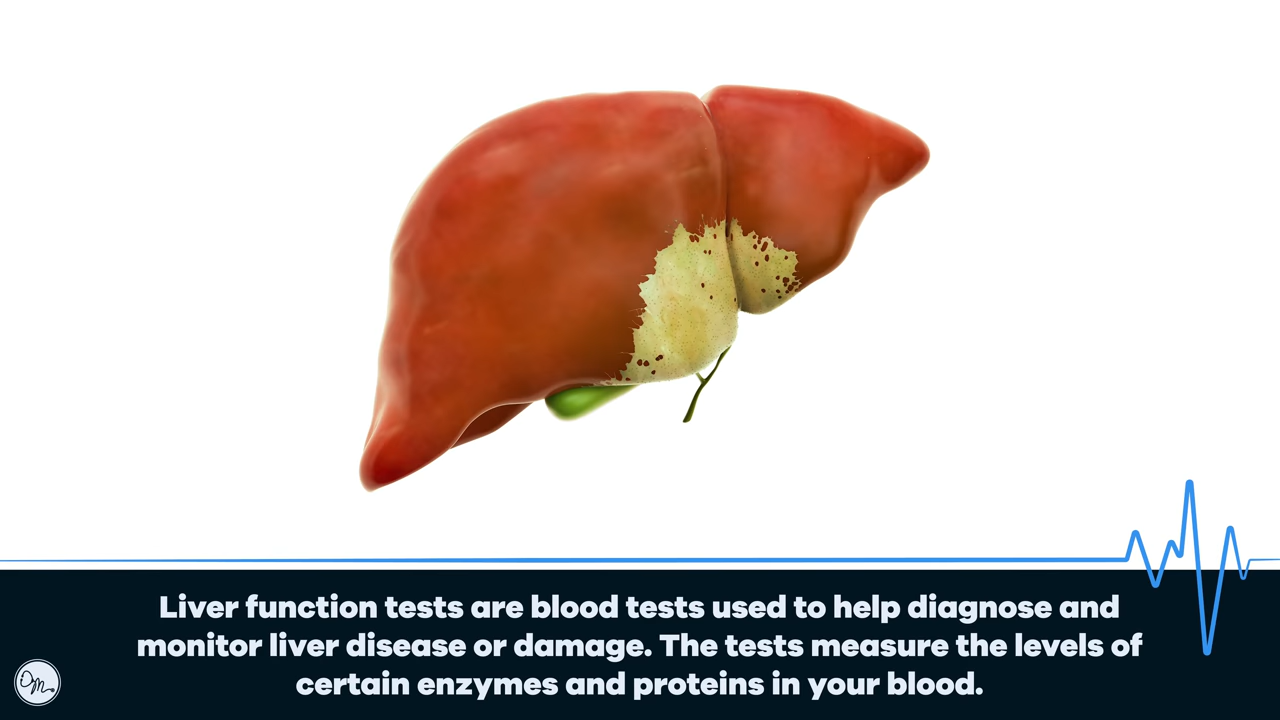 Liver function tests are blood tests used to help diagnose and
monitor liver disease or damage. The tests measure the levels of
certain enzymes and proteins in your blood.
DM